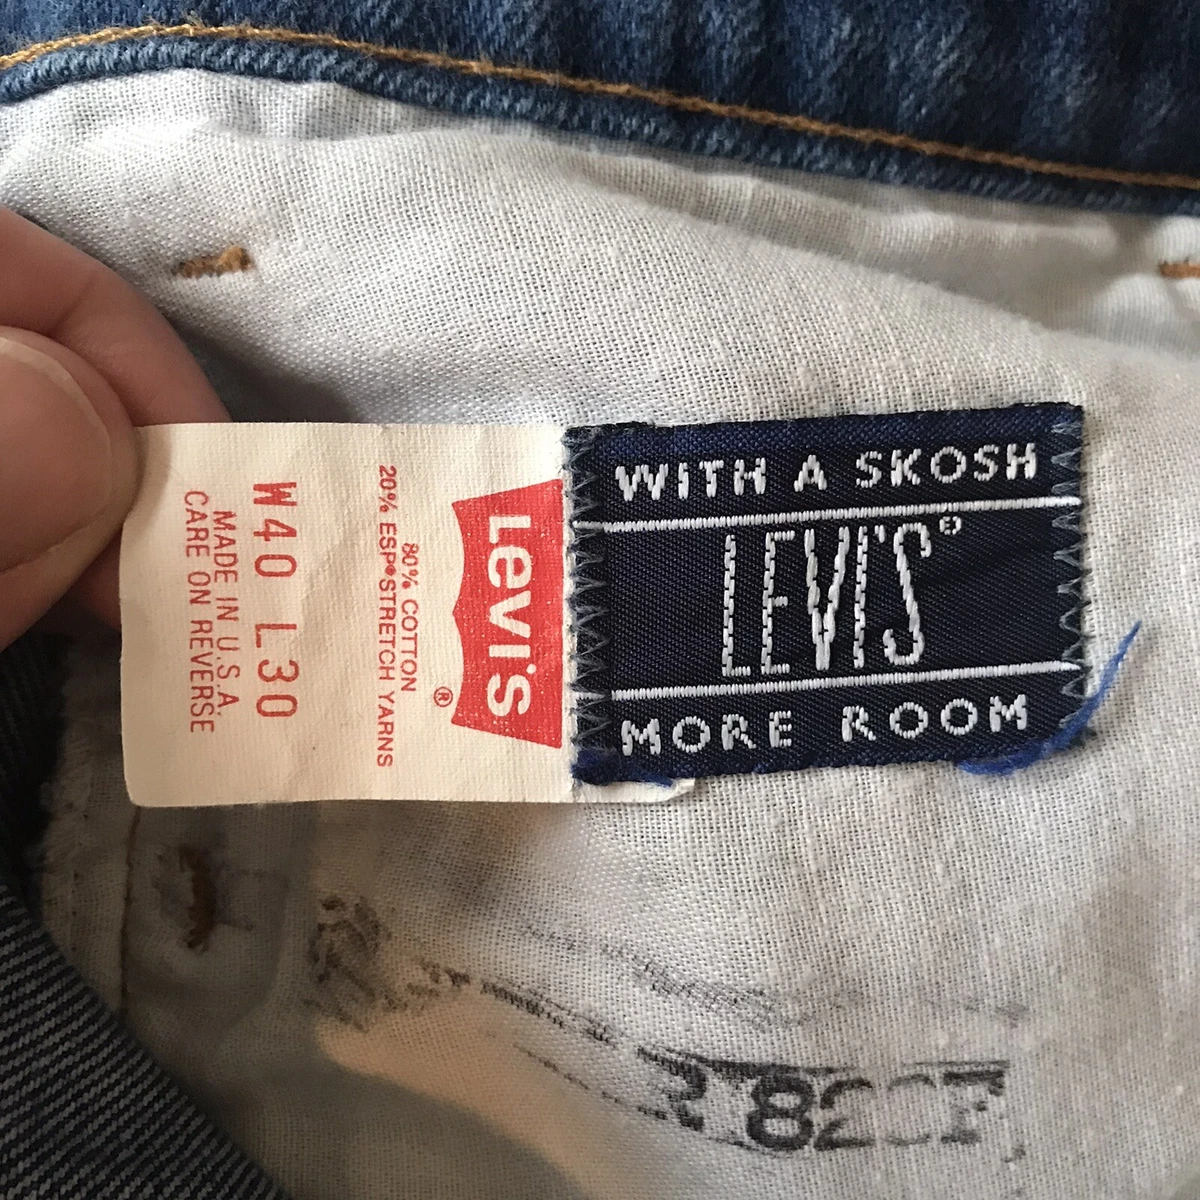 WITH A SKOSH
LEVI'S®
MORE ROOM
Levi's
®
80% COTTON
20% ESP•STRETCH YARNS
W40 L30
MADE IN U.S.A.
CARE ON REVERSE